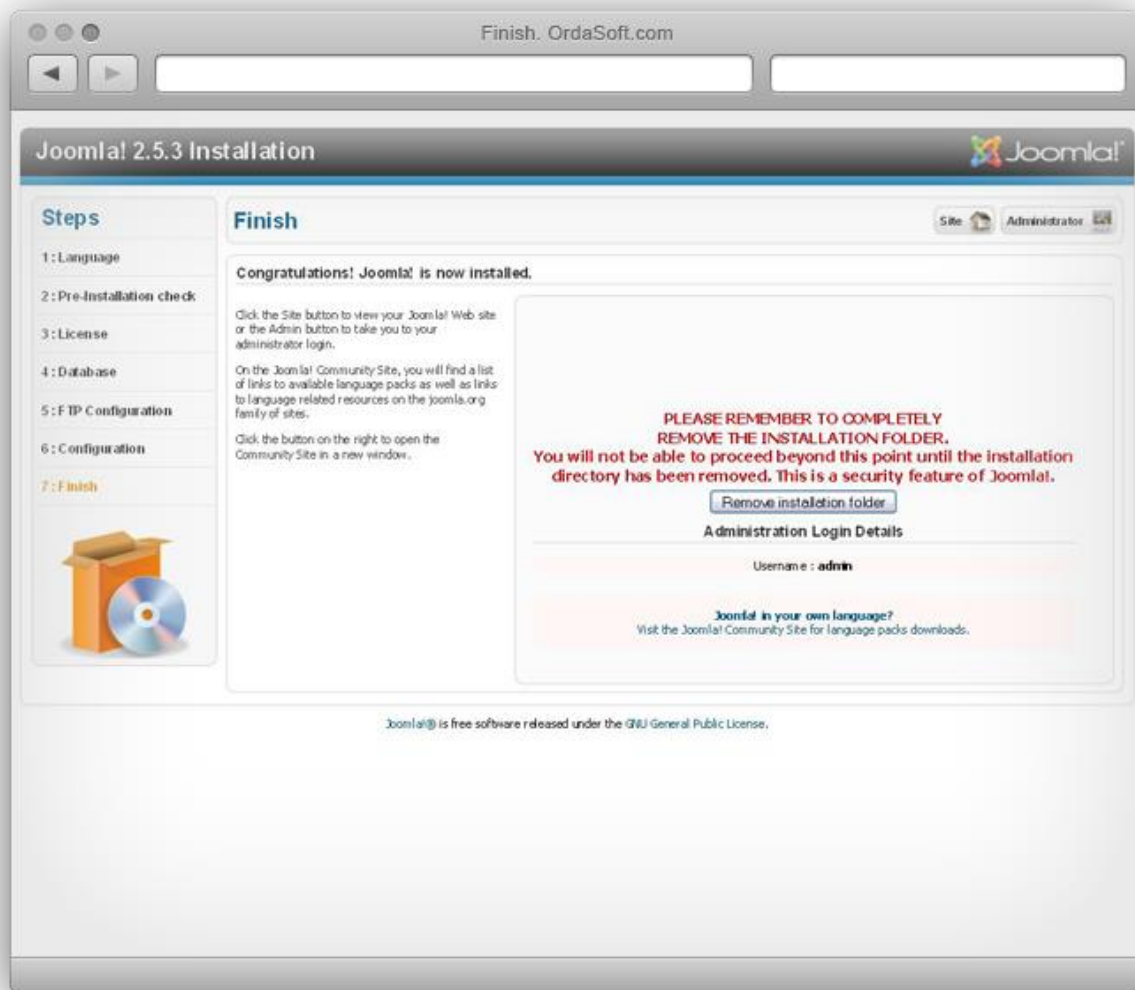 Finish. OrdaSoft.com
Joomla! 2.5.3 Installation
Joomla!
Steps
1 : Language
2 : Pre-Installation check
3 : License
4 : Database
5 : FTP Configuration
6 : Configuration
7 : Finish
Finish
Site
Administrator
Congratulations! Joomla! is now installed.
Click the Site button to view your Joomla! Web site
or the Admin button to take you to your
administrator login.
On the Joomla! Community Site, you will find a list
of links to available language packs as well as links
to language related resources on the joomla.org
family of sites.
Click the button on the right to open the
Community Site in a new window.
PLEASE REMEMBER TO COMPLETELY
REMOVE THE INSTALLATION FOLDER.
You will not be able to proceed beyond this point until the installation
directory has been removed. This is a security feature of Joomla!.
Remove installation folder
Administration Login Details
Username : admin
Joomla! in your own language?
Visit the Joomla! Community Site for language packs downloads.
Joomla!® is free software released under the GNU General Public License.